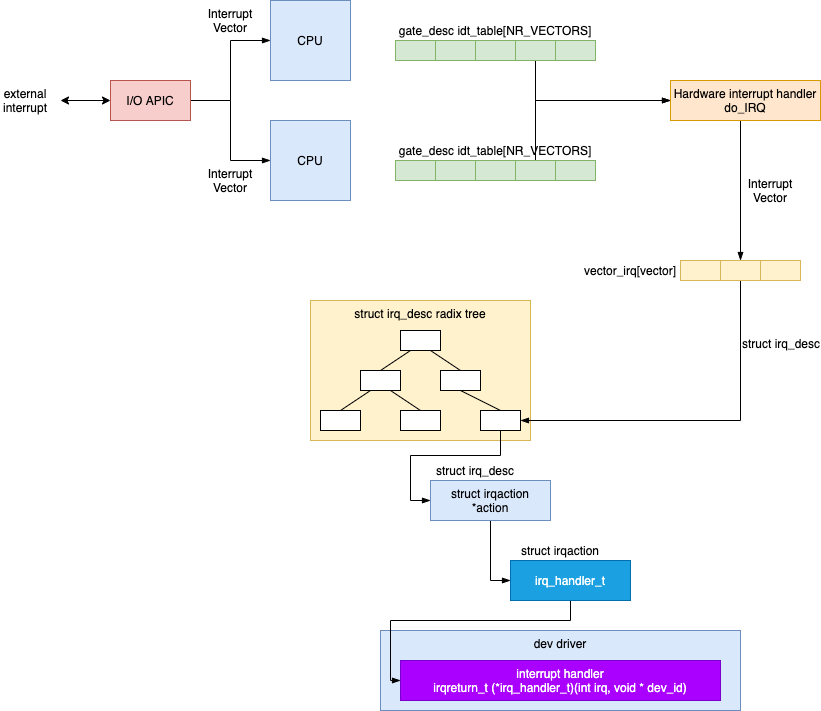 Interrupt
Vector
CPU
gate_desc idt_table[NR_VECTORS]
external
interrupt
I/O APIC
Hardware interrupt handler
do_IRQ
gate_desc idt_table[NR_VECTORS]
CPU
Interrupt
Vector
Interrupt
Vector
vector_irq[vector]
struct irq_desc radix tree
struct irq_desc
struct irq_desc
struct irqaction
*action
struct irqaction
irq_handler_t
dev driver
interrupt handler
irqreturn_t (*irq_handler_t)(int irq, void * dev_id)